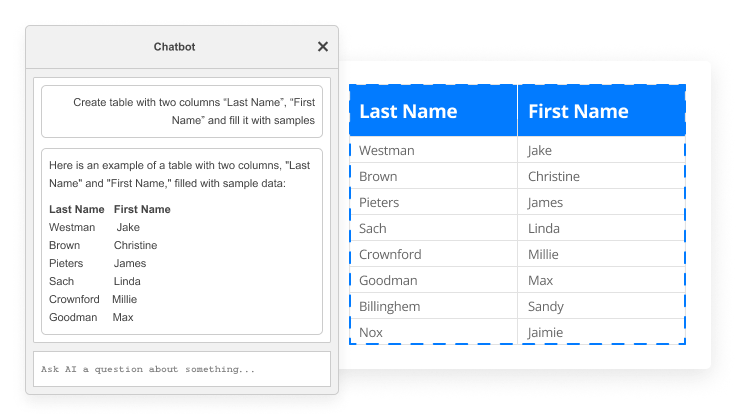 Chatbot
Create table with two columns “Last Name”, “First
Name” and fill it with samples
Here is an example of a table with two columns, "Last
Name" and "First Name," filled with sample data:
Last Name First Name
Westman Jake
Brown Christine
Pieters James
Sach Linda
Crownford Millie
Goodman Max
Ask AI a question about something...
Last Name First Name
Westman Jake
Brown Christine
Pieters James
Sach Linda
Crownford Millie
Goodman Max
Billinghem Sandy
Nox Jaimie